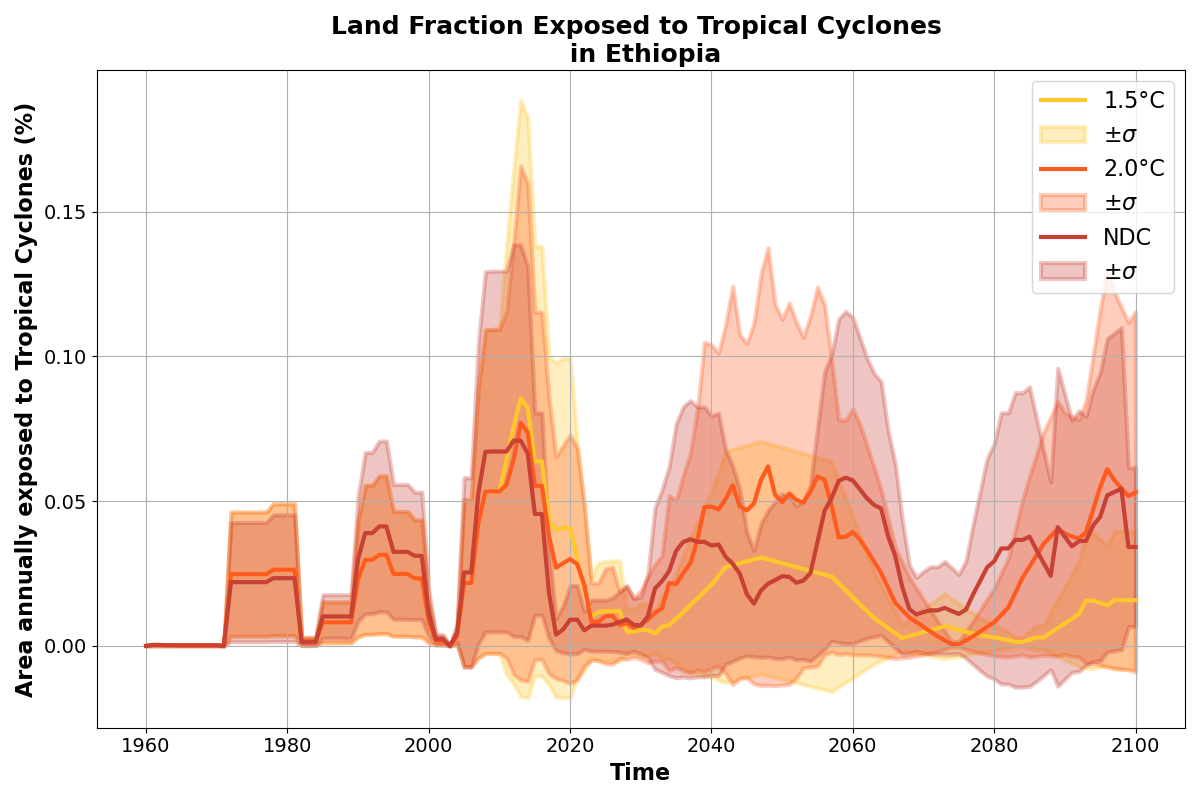 Land Fraction Exposed to Tropical Cyclones
in Ethiopia
Area annually exposed to Tropical Cyclones (%)
0.15
0.10
0.05
0.00
1960 1980 2000 2020 2040 2060 2080 2100
Time
1.5°C
±σ
2.0°C
±σ
NDC
±σ